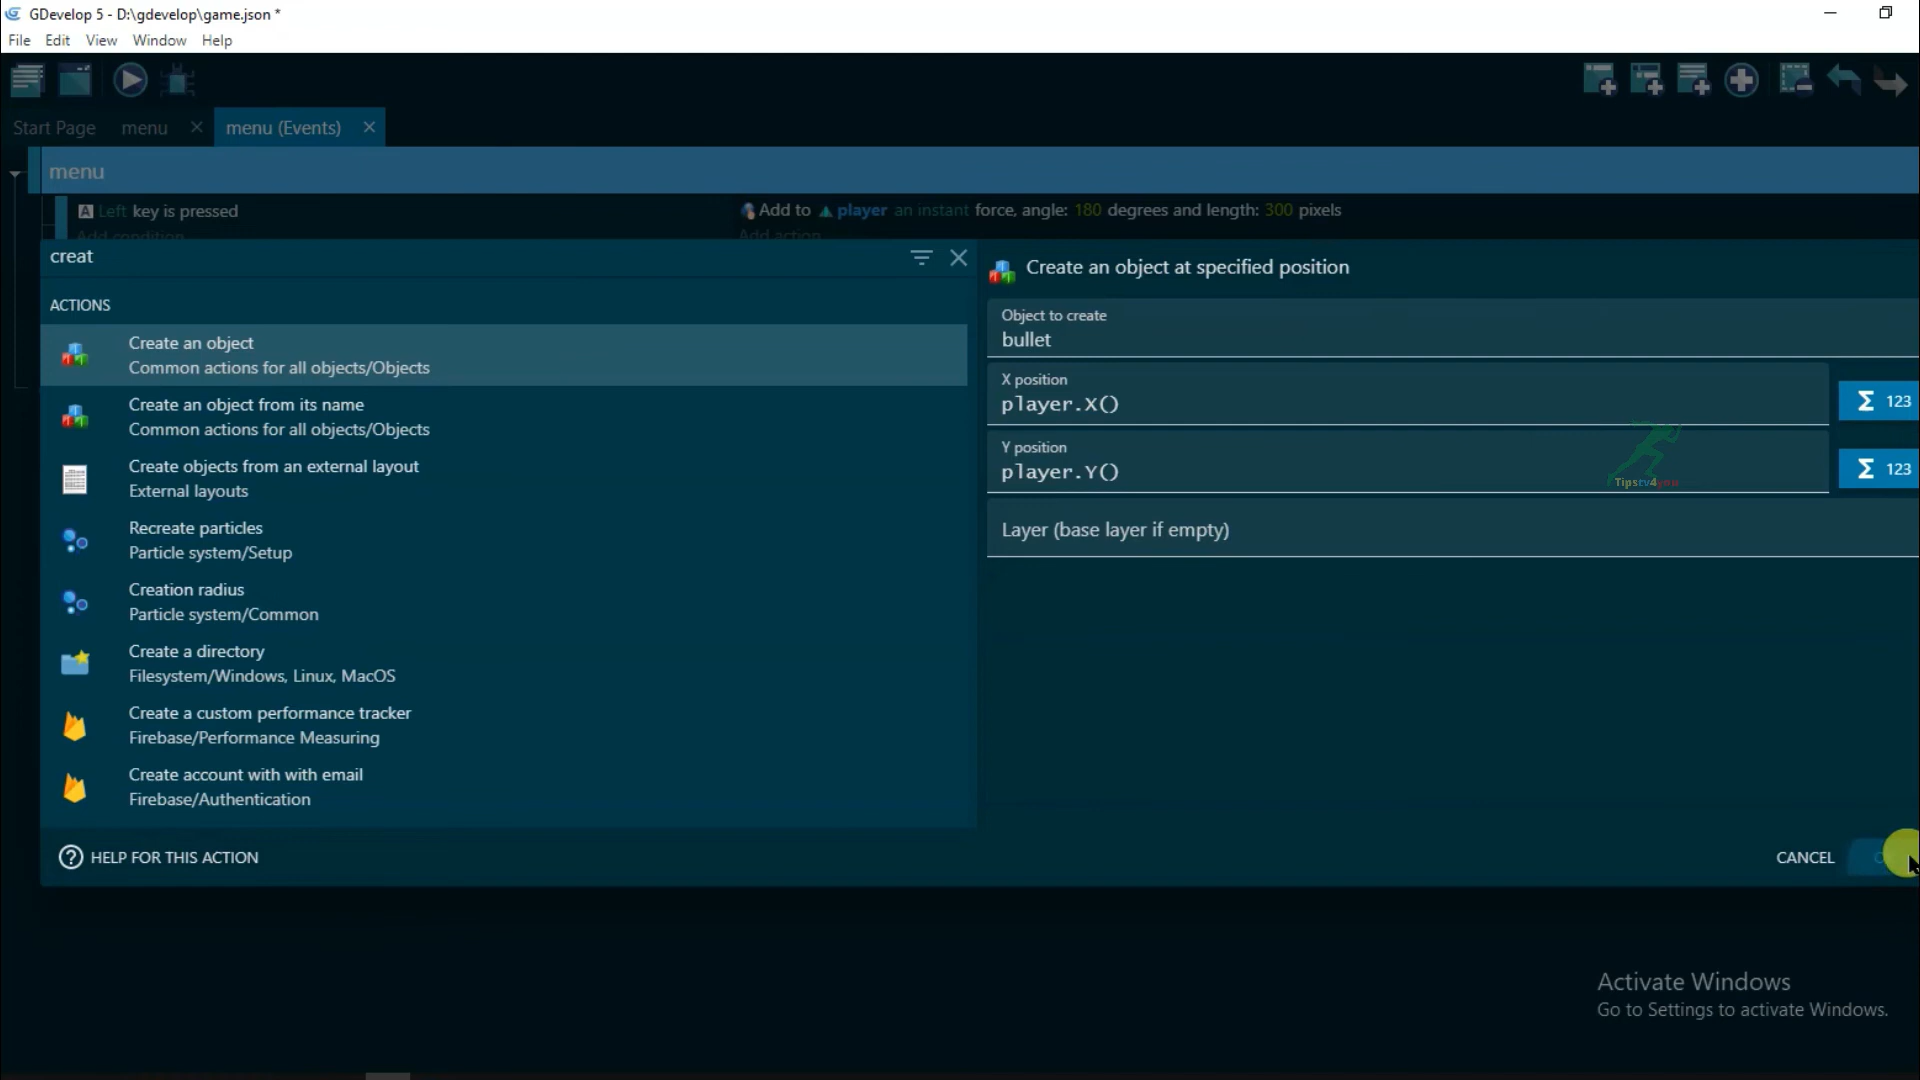 GDevelop 5 - D:\gdevelop\game.json *
File Edit View Window Help
Start Page menu menu (Events)
menu
A Left key is pressed
Add to player an instant force, angle: 180 degrees and length: 300 pixels
Add condition
Add action
creat
Create an object at specified position
ACTIONS
Object to create
bullet
Create an object
Common actions for all objects/Objects
X position
player.X()
Σ 123
Create an object from its name
Common actions for all objects/Objects
Y position
player.Y()
Σ 123
Tipstv4you
Create objects from an external layout
External layouts
Layer (base layer if empty)
Recreate particles
Particle system/Setup
Creation radius
Particle system/Common
Create a directory
Filesystem/Windows, Linux, MacOS
Create a custom performance tracker
Firebase/Performance Measuring
Create account with with email
Firebase/Authentication
? HELP FOR THIS ACTION
CANCEL
Activate Windows
Go to Settings to activate Windows.